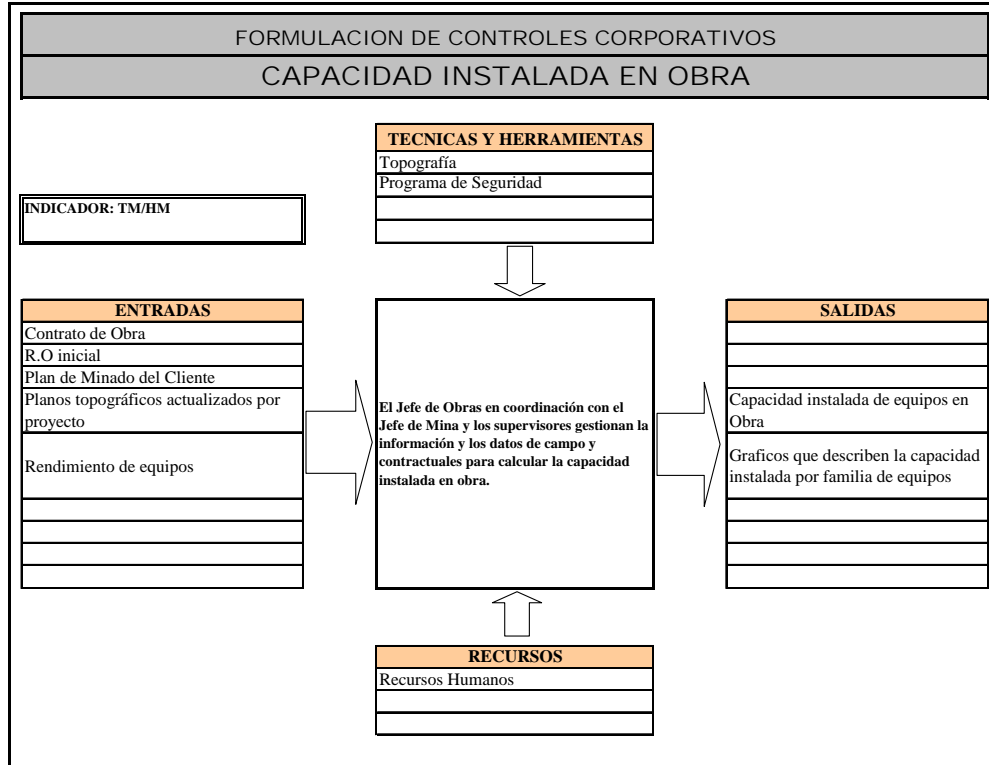 FORMULACION DE CONTROLES CORPORATIVOS
CAPACIDAD INSTALADA EN OBRA
TECNICAS Y HERRAMIENTAS
Topografía
Programa de Seguridad
INDICADOR: TM/HM
ENTRADAS
Contrato de Obra
R.O inicial
Plan de Minado del Cliente
Planos topográficos actualizados por
proyecto
Rendimiento de equipos
El Jefe de Obras en coordinación con el
Jefe de Mina y los supervisores gestionan la
información y los datos de campo y
contractuales para calcular la capacidad
instalada en obra.
SALIDAS
Capacidad instalada de equipos en
Obra
Graficos que describen la capacidad
instalada por familia de equipos
RECURSOS
Recursos Humanos